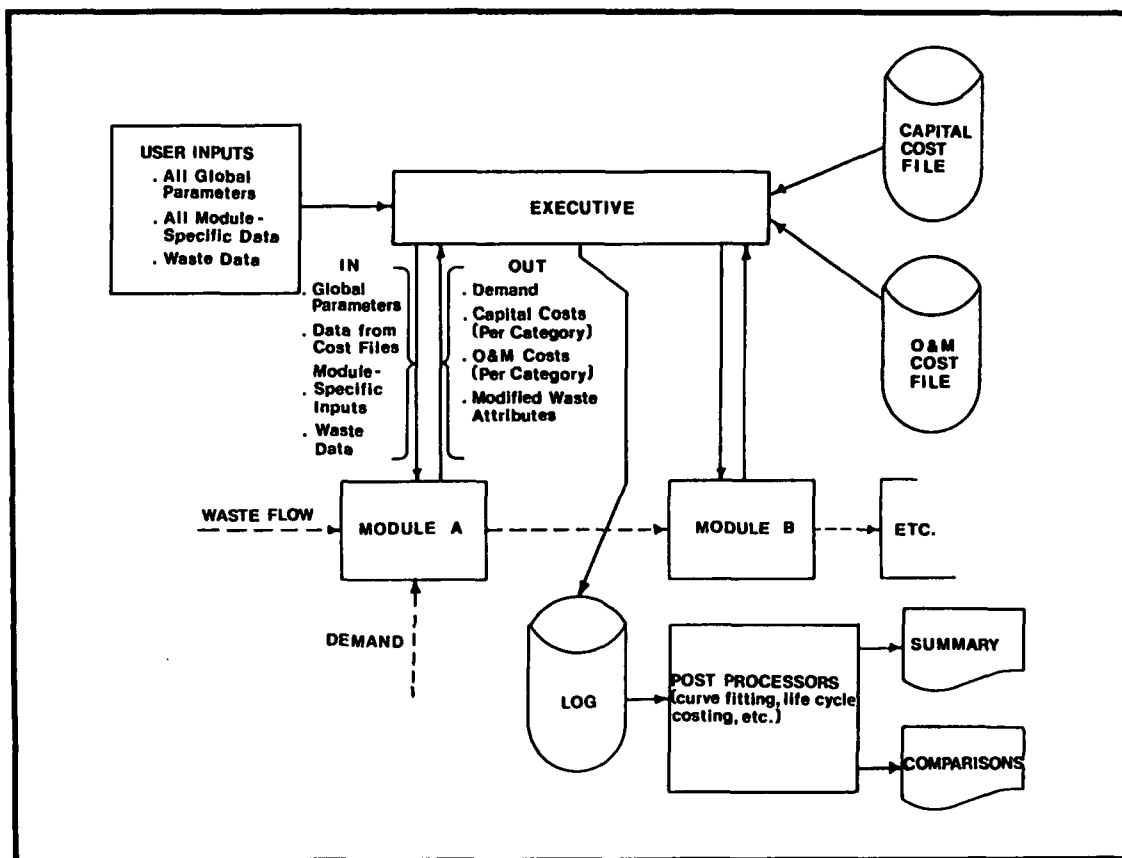 USER INPUTS
. All Global
Parameters
. All Module-
Specific Data
. Waste Data
EXECUTIVE
CAPITAL
COST
FILE
O&M
COST
FILE
IN
. Global
Parameters
. Data from
Cost Files
Module-
. Specific
Inputs
. Waste
Data
OUT
. Demand
. Capital Costs
(Per Category)
. O&M Costs
(Per Category)
. Modified Waste
Attributes
WASTE FLOW
MODULE A
MODULE B
ETC.
DEMAND
LOG
POST PROCESSORS
(curve fitting, life cycle
costing, etc.)
SUMMARY
COMPARISONS